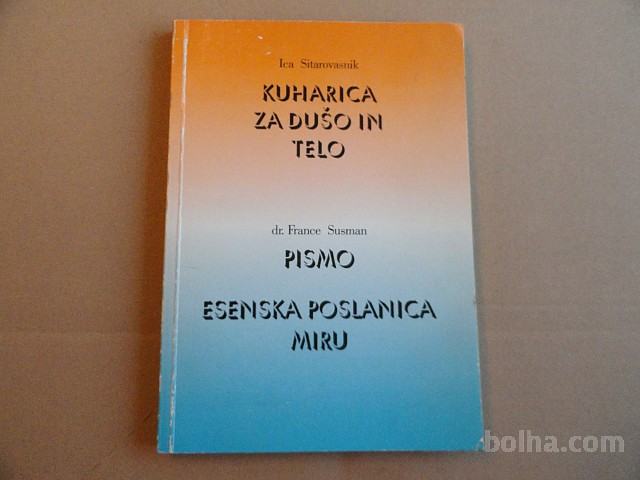 Ica Sitarovasnik
KUHARICA
ZA DUŠO IN
TELO
dr. France Susman
PISMO
ESENSKA POSLANICA
MIRU
bolha.com